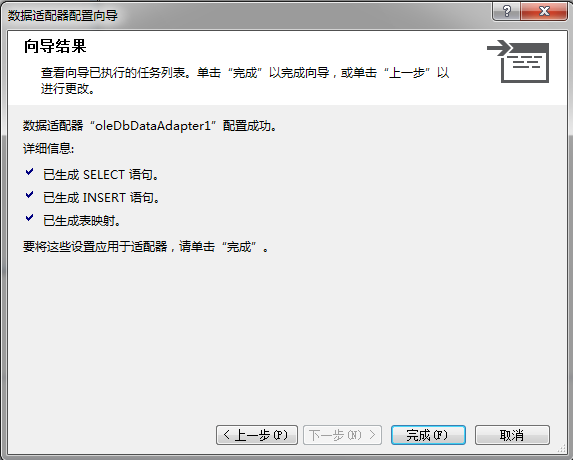 数据适配器配置向导
?
向导结果
查看向导已执行的任务列表。单击“完成”以完成向导，或单击“上一步”以
进行更改。
数据适配器“oleDbDataAdapter1”配置成功。
详细信息:
已生成 SELECT 语句。
已生成 INSERT 语句。
已生成表映射。
要将这些设置应用于适配器，请单击“完成”。
< 上一步(P) 下一步(N) > 完成(F) 取消